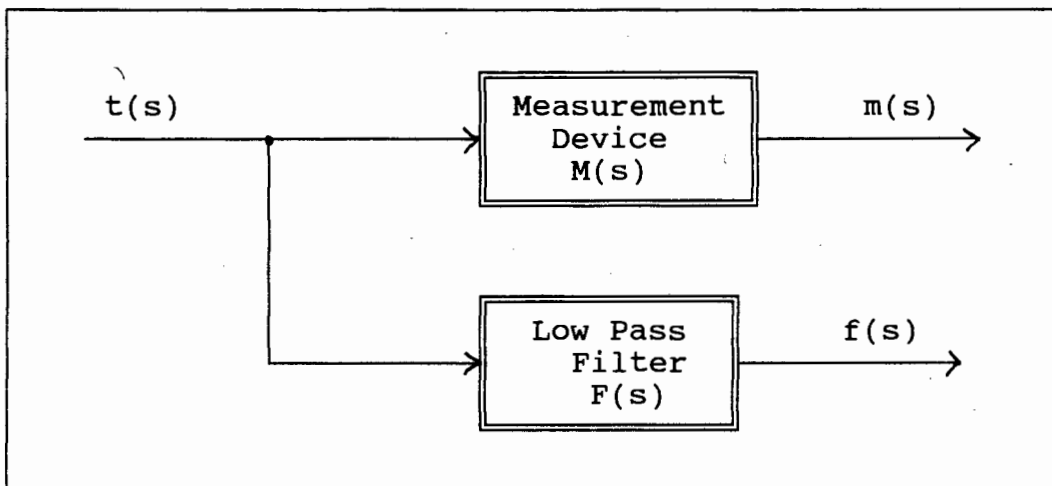 t(s)
Measurement
Device
M(s)
m(s)
Low Pass
Filter
F(s)
f(s)